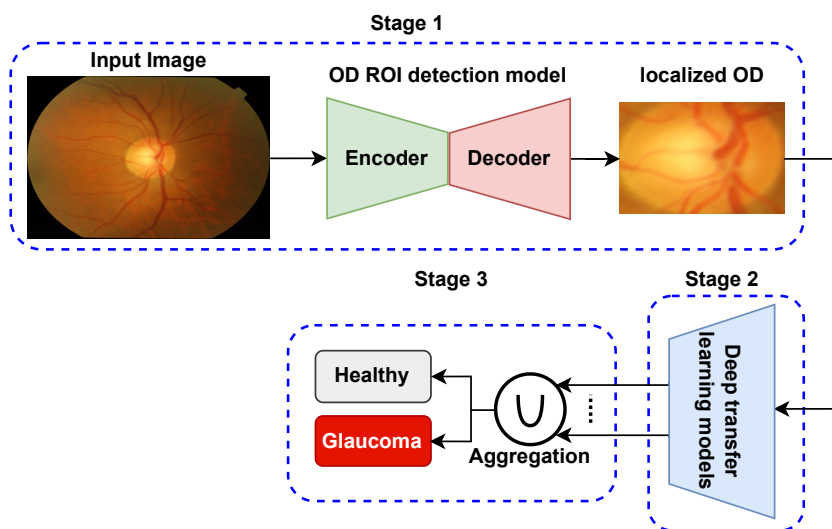 Stage 1
Input Image
OD ROI detection model
localized OD
Encoder
Decoder
Stage 3
Stage 2
Healthy
Glaucoma
Aggregation
Deep transfer
learning models